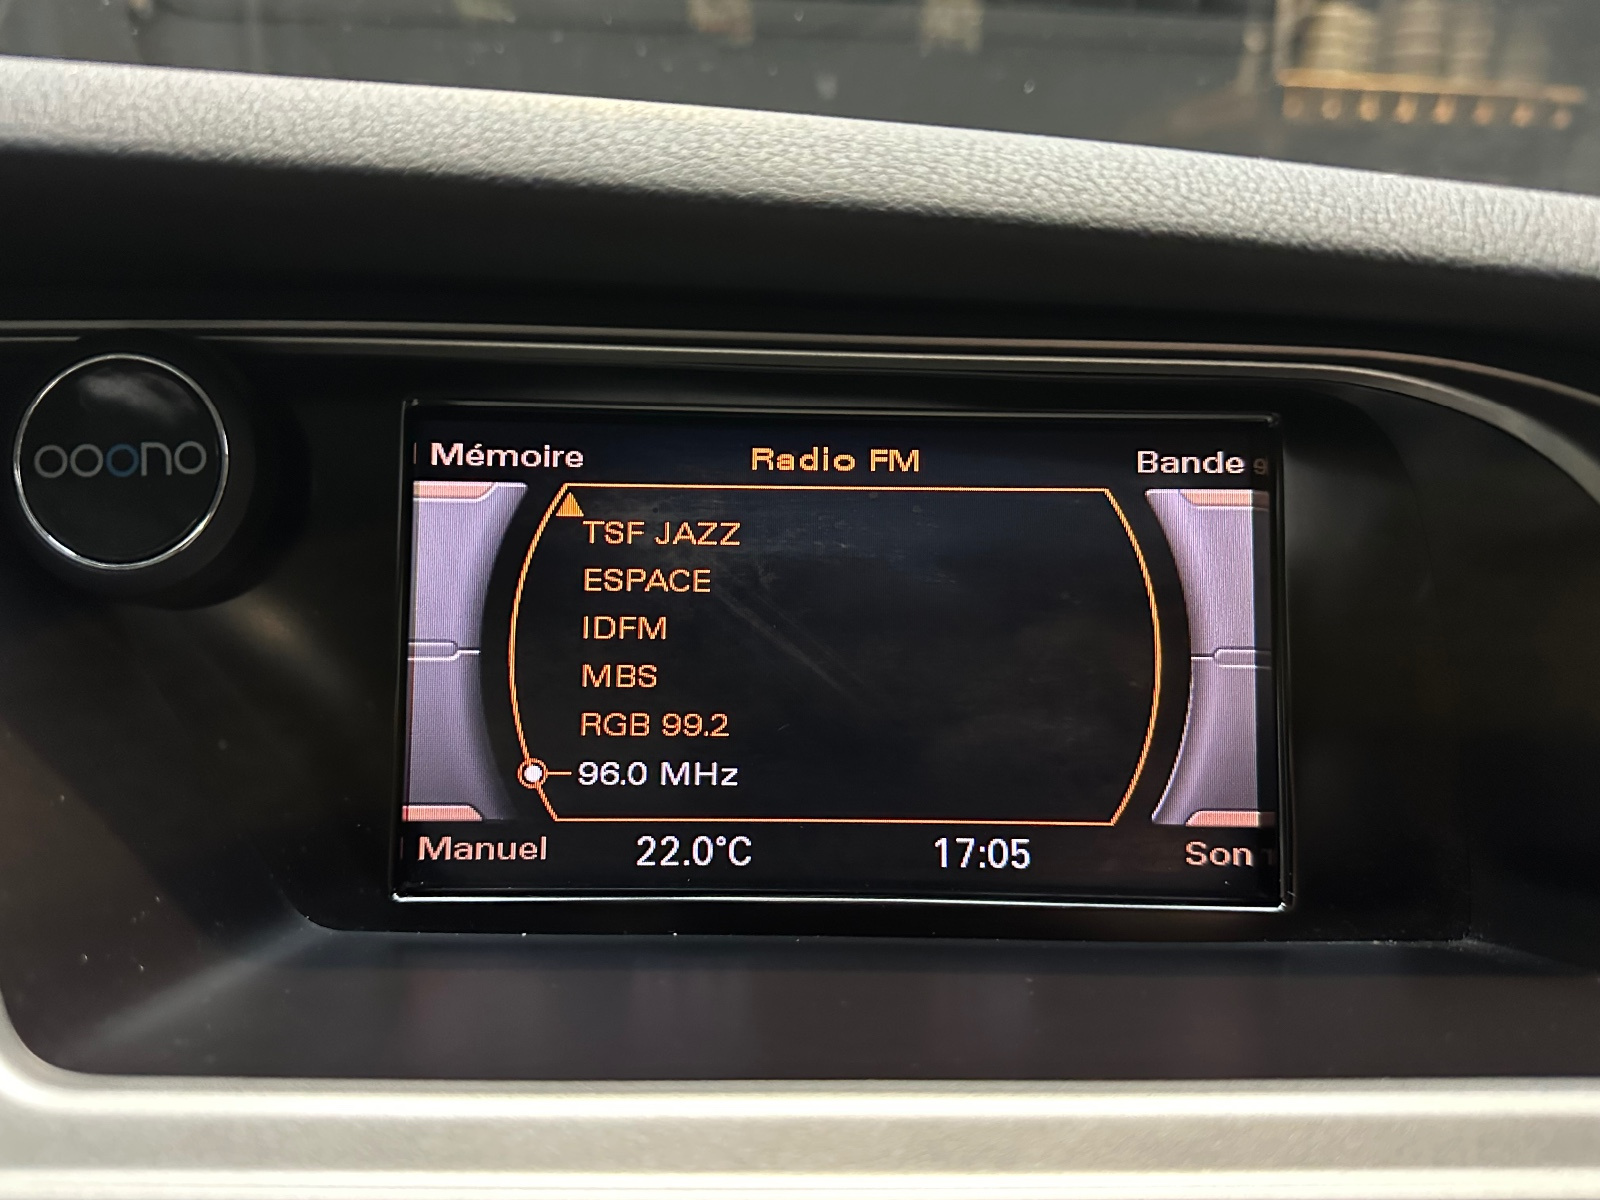 ooono
Mémoire Radio FM Bande
TSF JAZZ
ESPACE
IDFM
MBS
RGB 99.2
96.0 MHz
Manuel 22.0°C 17:05 Son